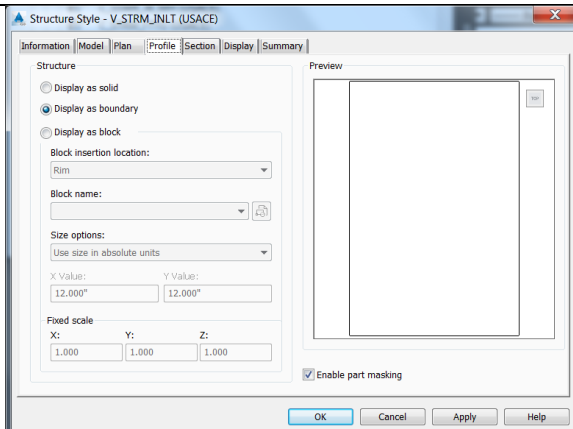 Structure Style - V_STRM_INLT (USACE)
X
Information Model Plan Profile Section Display Summary
Structure
Display as solid
Display as boundary
Display as block
Block insertion location:
Rim
Block name:
Size options:
Use size in absolute units
X Value: Y Value:
12.000" 12.000"
Fixed scale
X: Y: Z:
1.000 1.000 1.000
Preview
TOP
Enable part masking
OK Cancel Apply Help